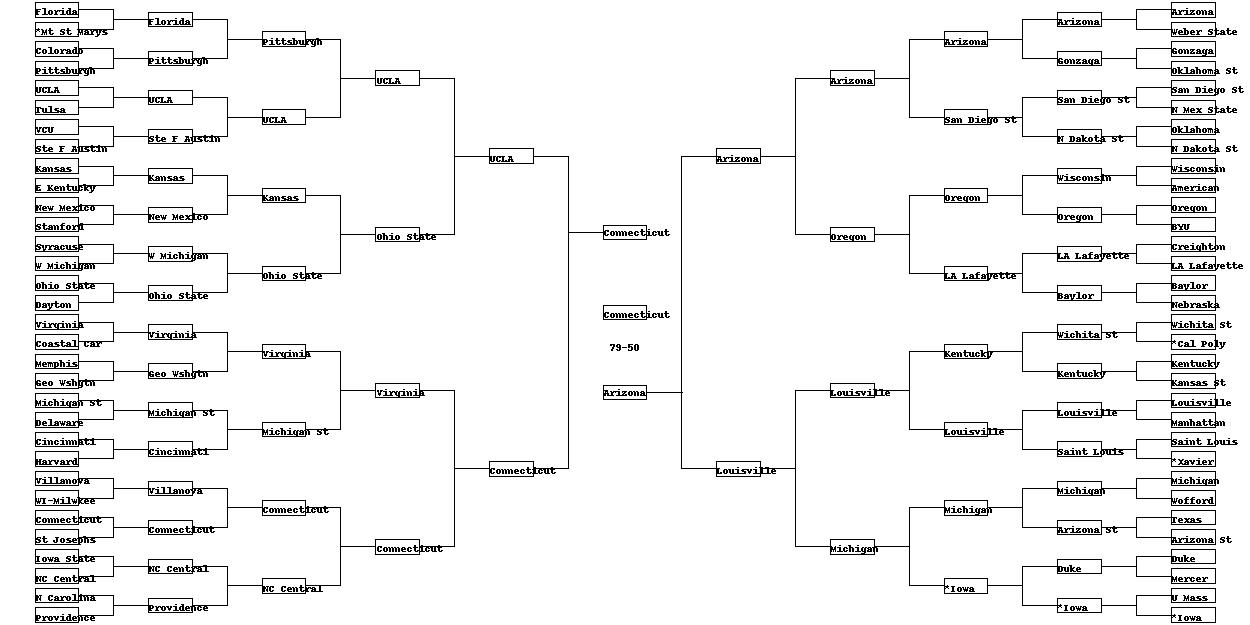 Florida
*Mt St Marys
Colorado
Pittsburgh
UCLA
Tulsa
VCU
Ste F Austin
Kansas
E Kentucky
New Mexico
Stanford
Syracuse
W Michigan
Ohio State
Dayton
Virginia
Coastal Car
Memphis
Geo Wshgtn
Michigan St
Delaware
Cincinnati
Harvard
Villanova
WI-Milwkee
Connecticut
St Josephs
Iowa State
NC Central
N Carolina
Providence
Florida
Pittsburgh
UCLA
Ste F Austin
Kansas
New Mexico
W Michigan
Ohio State
Virginia
Geo Wshgtn
Michigan St
Cincinnati
Villanova
Connecticut
NC Central
Providence
Pittsburgh
UCLA
Kansas
Ohio State
Virginia
Michigan St
Connecticut
NC Central
UCLA
Ohio State
Virginia
Connecticut
UCLA
Connecticut
Connecticut
Connecticut
79-50
Arizona
Arizona
Louisville
Arizona
Oregon
Louisville
Michigan
Arizona
San Diego St
Oregon
LA Lafayette
Kentucky
Louisville
Michigan
*Iowa
Arizona
Gonzaga
San Diego St
N Dakota St
Wisconsin
Oregon
LA Lafayette
Baylor
Wichita St
Kentucky
Louisville
Saint Louis
Michigan
Arizona St
Duke
*Iowa
Arizona
Weber State
Gonzaga
Oklahoma St
San Diego St
N Mex State
Oklahoma
N Dakota St
Wisconsin
American
Oregon
BYU
Creighton
LA Lafayette
Baylor
Nebraska
Wichita St
*Cal Poly
Kentucky
Kansas St
Louisville
Manhattan
Saint Louis
*Xavier
Michigan
Wofford
Texas
Arizona St
Duke
Mercer
U Mass
*Iowa